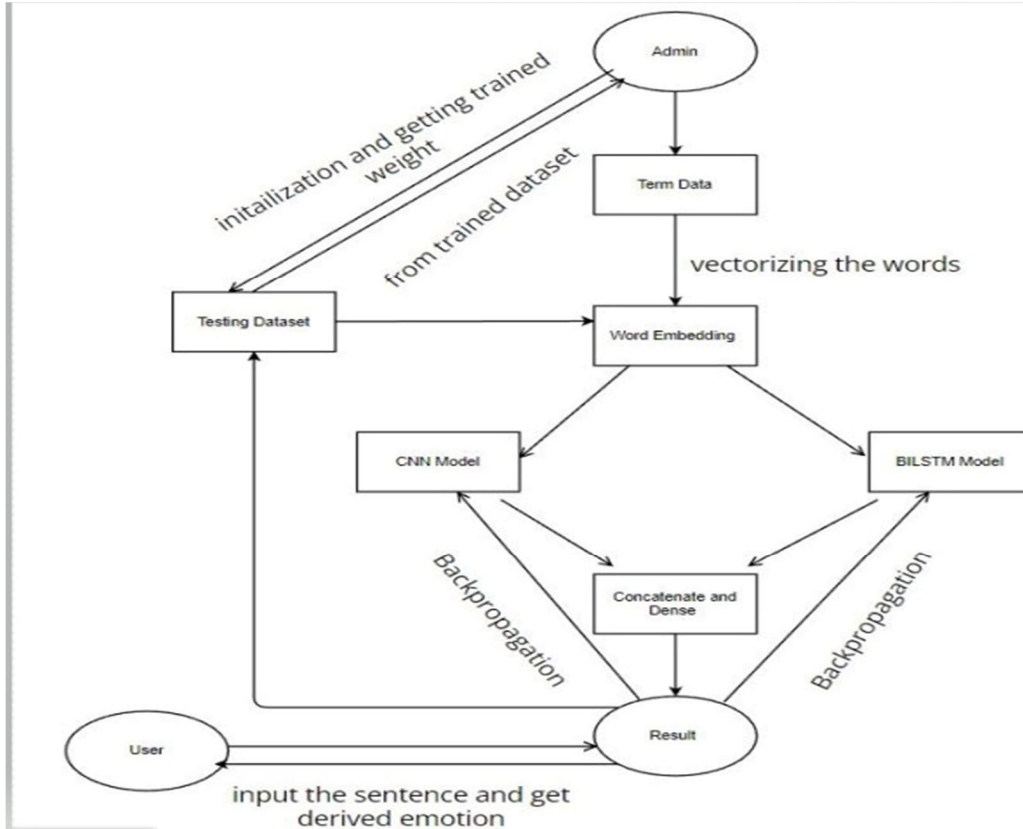 Admin
initailization and getting trained
weight
from trained dataset
Term Data
vectorizing the words
Testing Dataset
Word Embedding
CNN Model
BILSTM Model
Backpropagation
Concatenate and
Dense
Backpropagation
Result
User
input the sentence and get
derived emotion